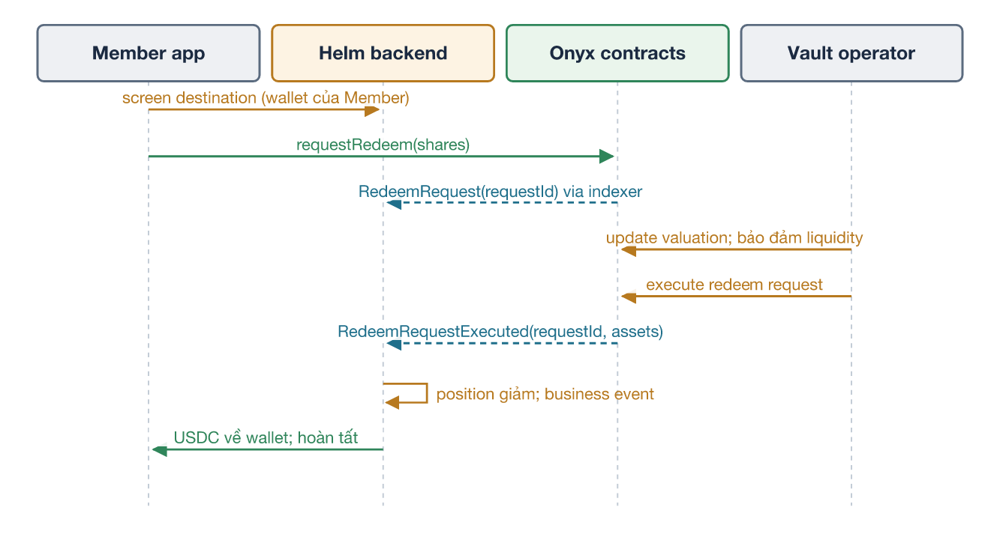 Member app
Helm backend
Onyx contracts
Vault operator
screen destination (wallet của Member)
requestRedeem(shares)
RedeemRequest(requestId) via indexer
update valuation; bảo đảm liquidity
execute redeem request
RedeemRequestExecuted(requestId, assets)
position giảm; business event
USDC về wallet; hoàn tất